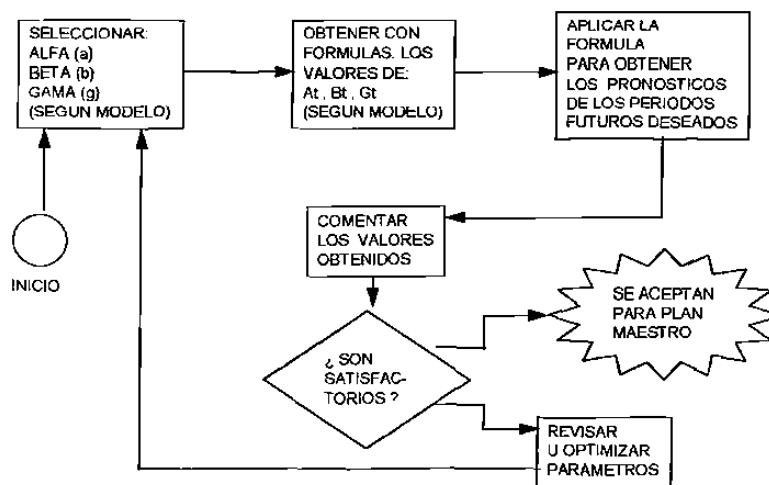 SELECCIONAR:
ALFA (a)
BETA (b)
GAMA (g)
(SEGUN MODELO)
OBTENER CON
FORMULAS. LOS
VALORES DE:
At , Bt , Gt
(SEGUN MODELO)
APLICAR LA
FORMULA
PARA OBTENER
LOS PRONOSTICOS
DE LOS PERIODOS
FUTUROS DESEADOS
INICIO
COMENTAR
LOS VALORES
OBTENIDOS
¿ SON
SATISFAC-
TORIOS ?
SE ACEPTAN
PARA PLAN
MAESTRO
REVISAR
U OPTIMIZAR
PARAMETROS